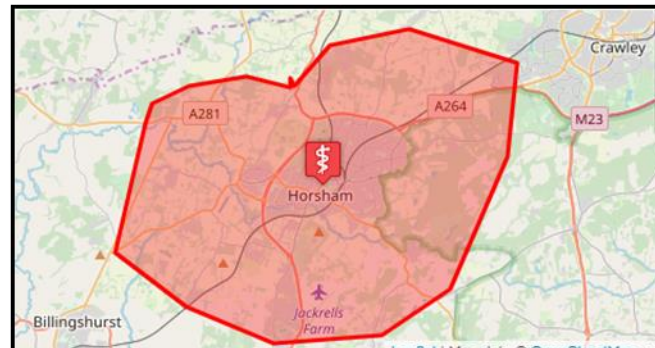 Crawley
A281
A264
M23
Horsham
Jackrells
Farm
Billingshurst